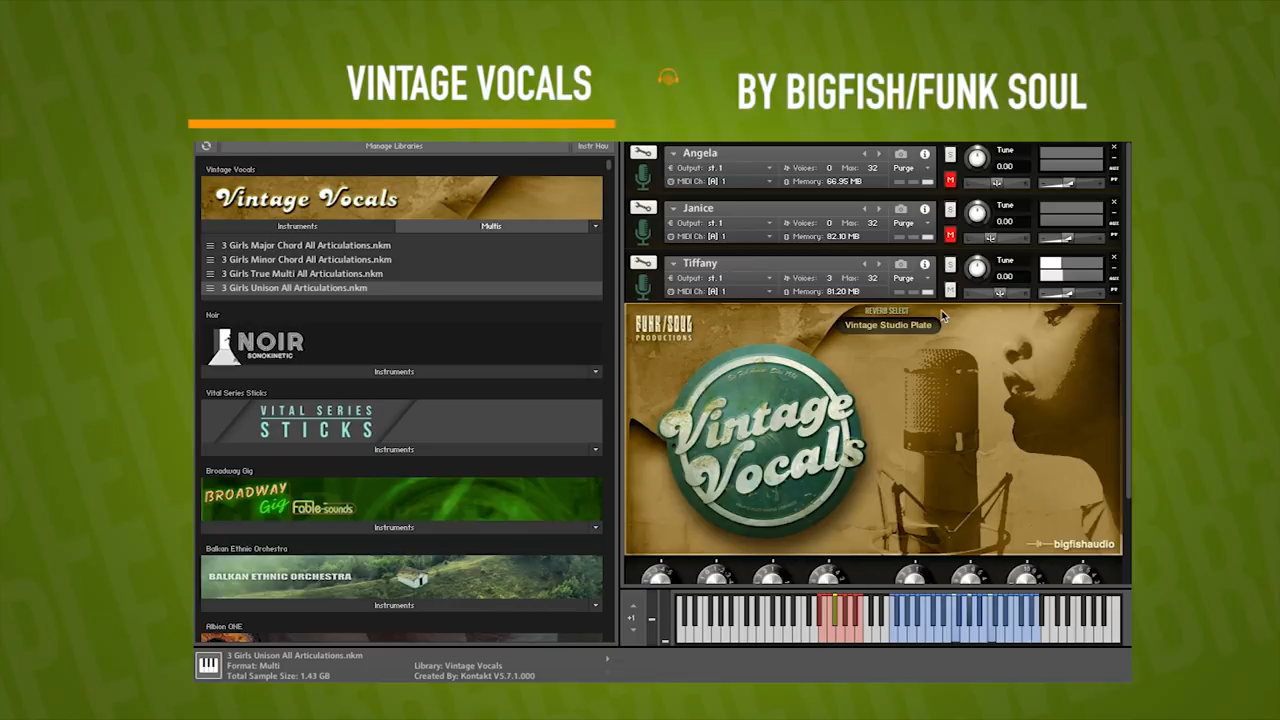 VINTAGE VOCALS
BY BIGFISH/FUNK SOUL
Manage Libraries
Instr Nav
Vintage Vocals
Vintage Vocals
Instruments
Multis
3 Girls Major Chord All Articulations.nkm
3 Girls Minor Chord All Articulations.nkm
3 Girls True Multi All Articulations.nkm
3 Girls Unison All Articulations.nkm
Noir
NOIR
SONOKINETIC
Instruments
Vital Series Sticks
VITAL SERIES
STICKS
Instruments
Broadway Gig
BROADWAY
Gig
Fable-sounds
Instruments
Balkan Ethnic Orchestra
BALKAN ETHNIC ORCHESTRA
Instruments
Albion ONE
3 Girls Unison All Articulations.nkm
Format: Multi
Total Sample Size: 1.43 GB
Library: Vintage Vocals
Created By: Kontakt V5.7.1.000
Angela
Output: st.1 Voices: 0 Max: 32 Purge
MIDI Ch: [A] 1 Memory: 66.95 MB
S
M
Tune
0.00
Janice
Output: st.1 Voices: 0 Max: 32 Purge
MIDI Ch: [A] 1 Memory: 82.10 MB
S
M
Tune
0.00
Tiffany
Output: st.1 Voices: 3 Max: 32 Purge
MIDI Ch: [A] 1 Memory: 81.20 MB
S
M
Tune
0.00
FUNK/SOUL
PRODUCTIONS
REVERB SELECT
Vintage Studio Plate
Vintage
Vocals
bigfishaudio
+1